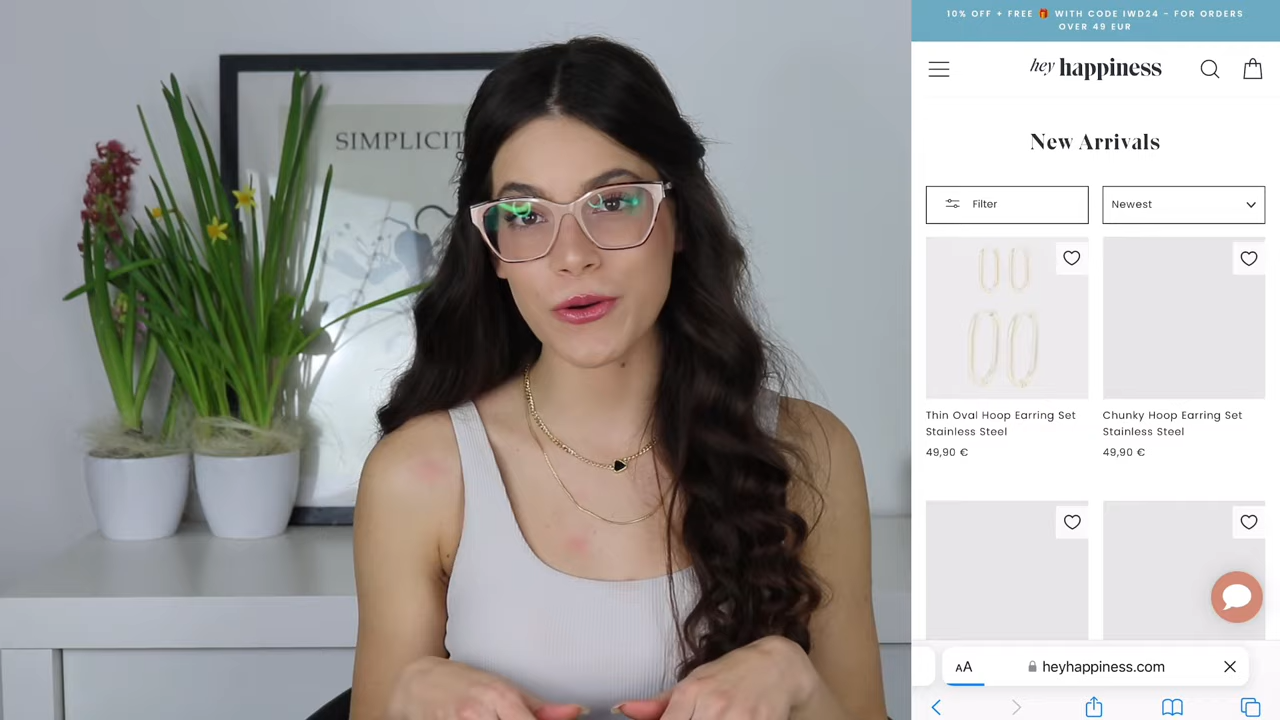 SIMPLICIT
10% OFF + FREE 🎁 WITH CODE IWD24 - FOR ORDERS
OVER 49 EUR
hey happiness
New Arrivals
Filter
Newest
Thin Oval Hoop Earring Set
Stainless Steel
49,90 €
Chunky Hoop Earring Set
Stainless Steel
49,90 €
AA
heyhappiness.com